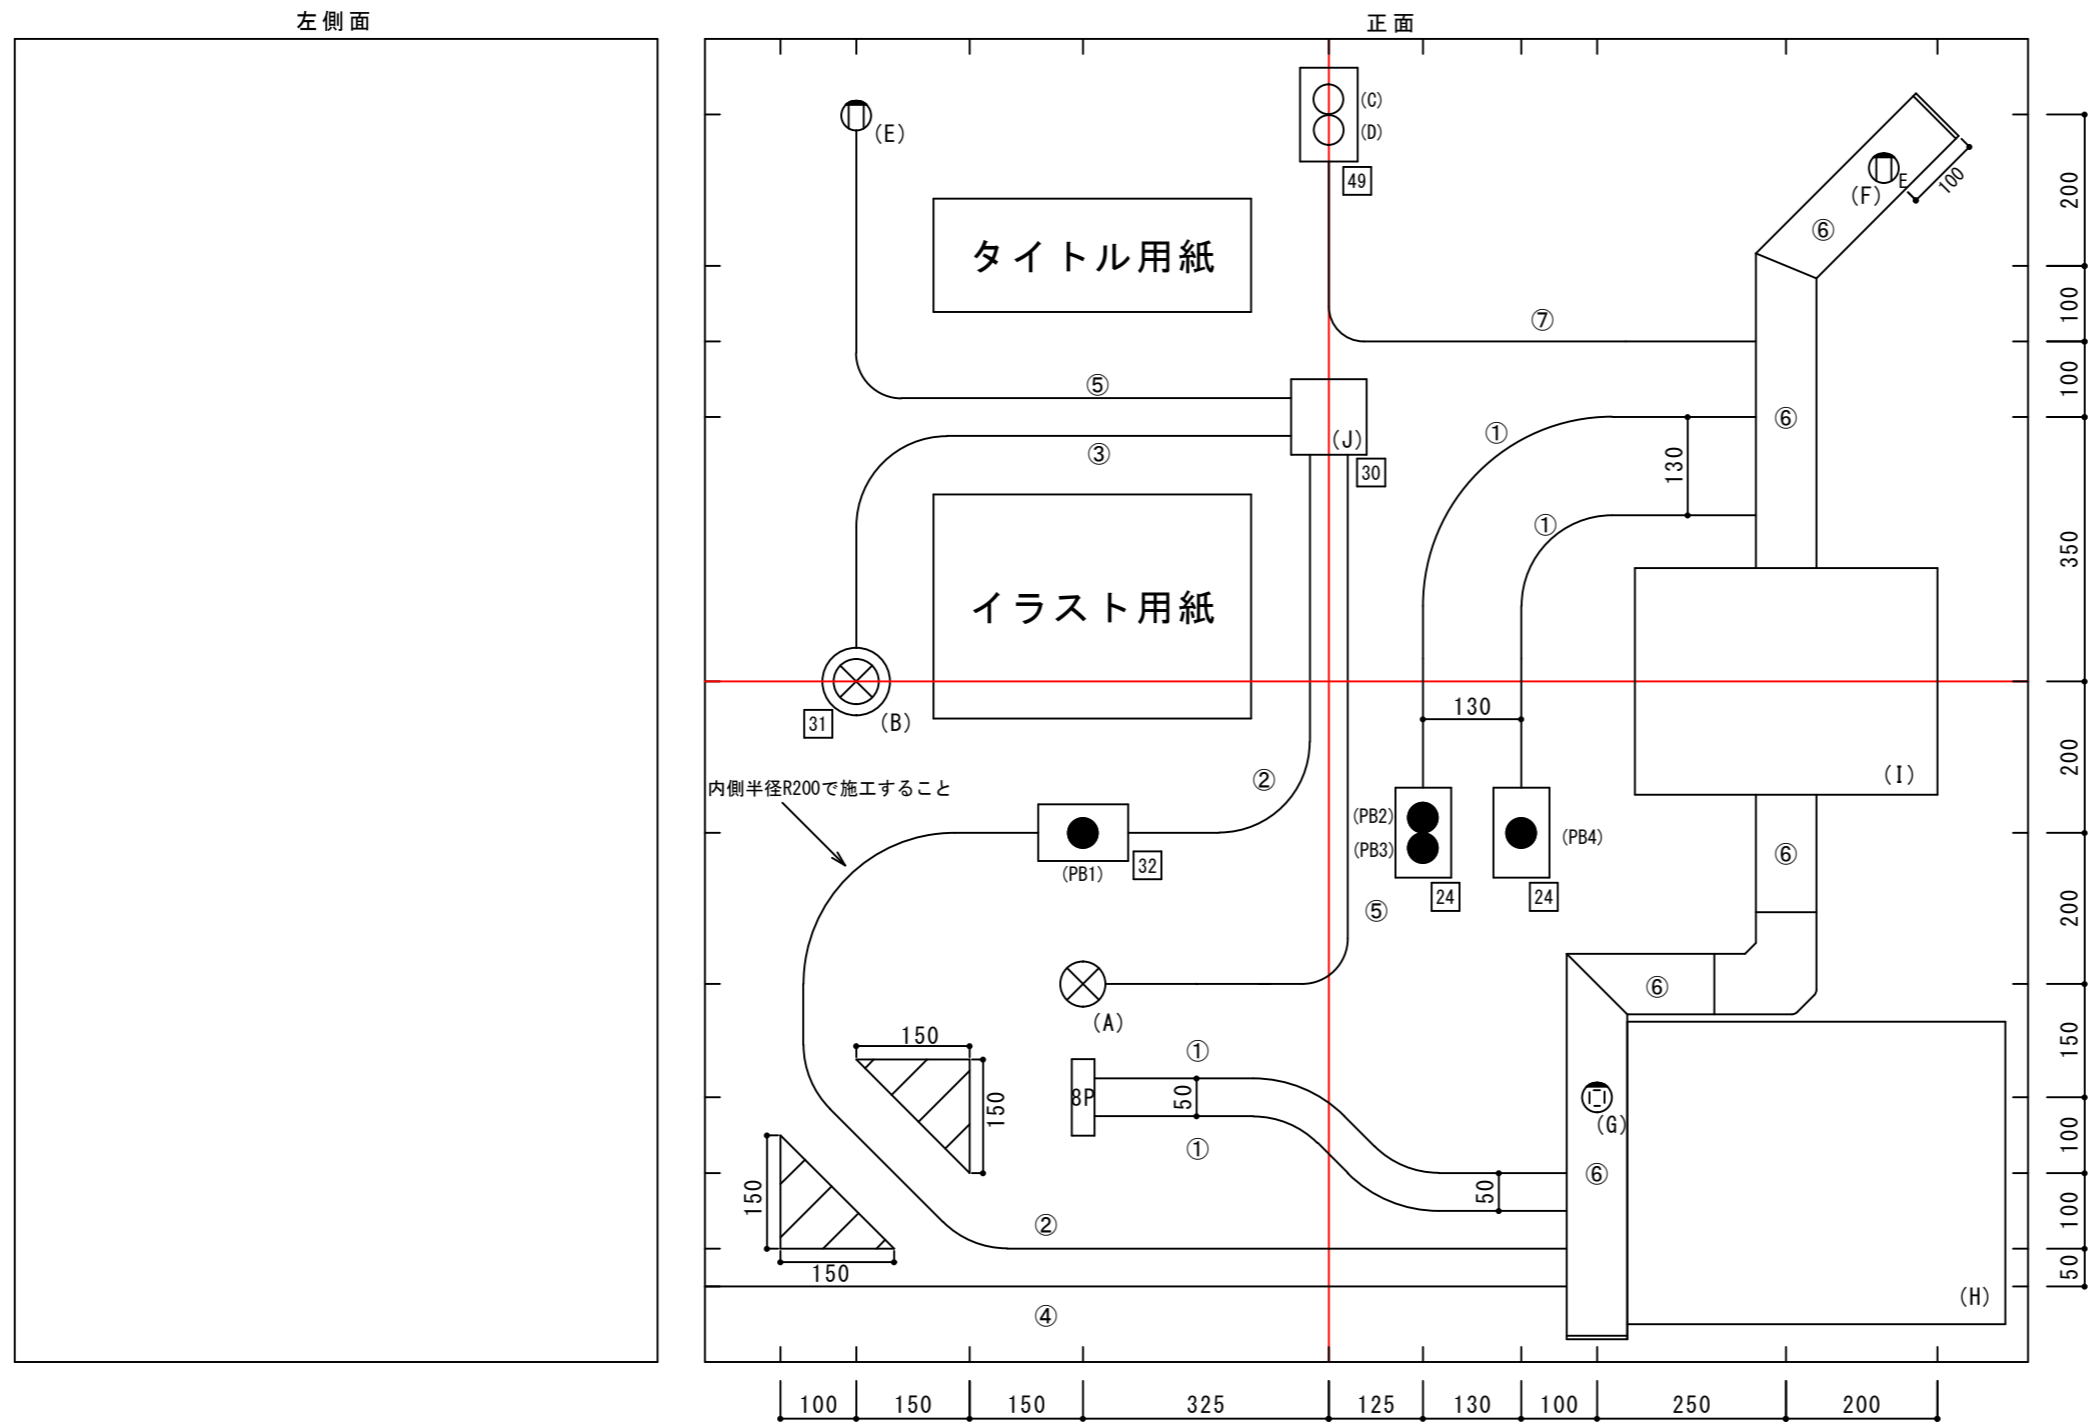 左側面
正面
(C)
(E)
(D)
49
100
E
(F)
200
⑥
タイトル用紙
100
⑦
⑤
100
①
⑥
(J)
③
30
130
①
350
イラスト用紙
130
31
(B)
200
②
(I)
内側半径R200で施工すること
(PB2)
(PB4)
(PB3)
⑥
32
(PB1)
24
24
⑤
200
⑥
(A)
150
①
150
50
8P
150
(G)
100
①
⑥
150
50
100
②
150
50
(H)
④
100
150
150
325
125
130
100
250
200